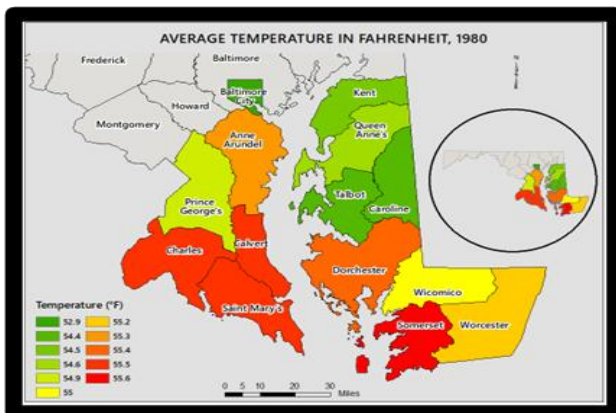 AVERAGE TEMPERATURE IN FAHRENHEIT, 1980
Frederick
Baltimore
Baltimore
City
Kent
Howard
Montgomery
Anne
Arundel
Queen
Anne's
Prince
George's
Talbot
Caroline
Charles
Calvert
Dorchester
Wicomico
Saint Mary's
Somerset
Worcester
Temperature (°F)
52.9 55.2
54.4 55.3
54.5 55.4
54.6 55.5
54.9 55.6
55
0 5 10 20 30
Miles